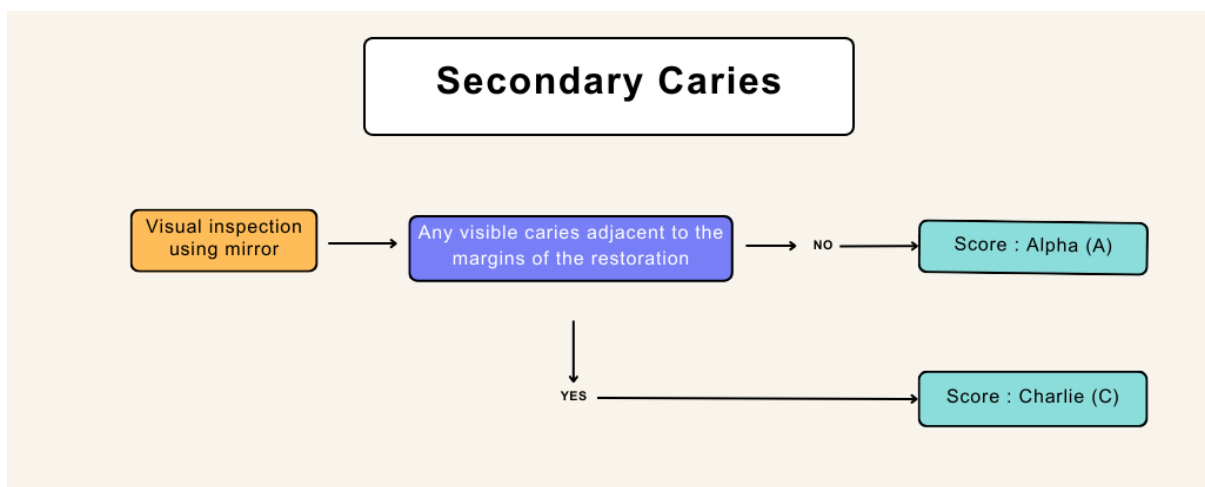 Secondary Caries
Visual inspection
using mirror
Any visible caries adjacent to the
margins of the restoration
NO
Score : Alpha (A)
YES
Score : Charlie (C)